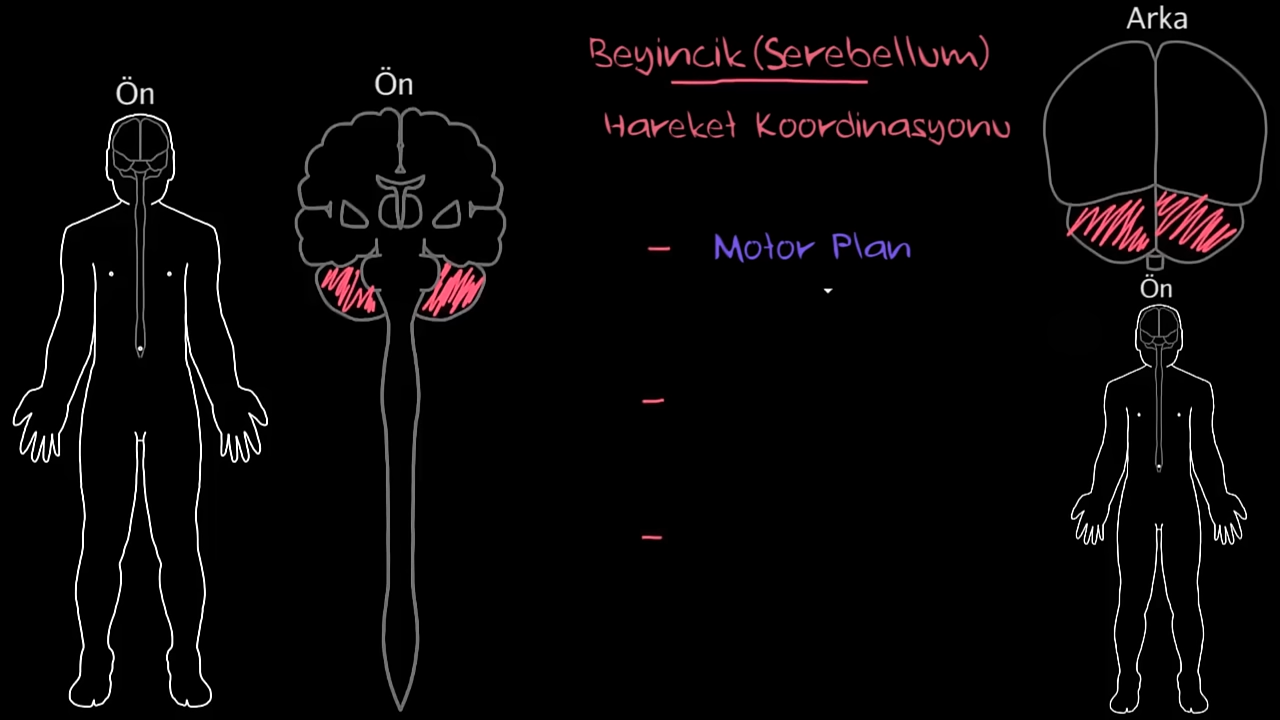 Ön
Ön
Beyincik (Serebellum)
Hareket Koordinasyonu
- Motor Plan
-
-
Arka
Ön